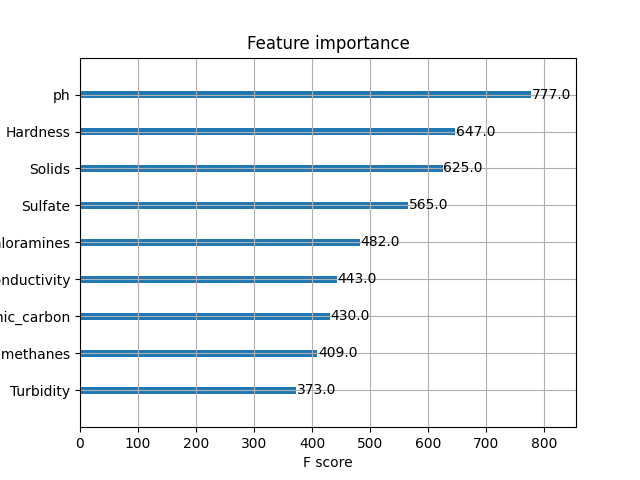 Feature importance
ph 777.0
Hardness 647.0
Solids 625.0
Sulfate 565.0
loramines 482.0
onductivity 443.0
nic_carbon 430.0
methanes 409.0
Turbidity 373.0
0 100 200 300 400 500 600 700 800
F score